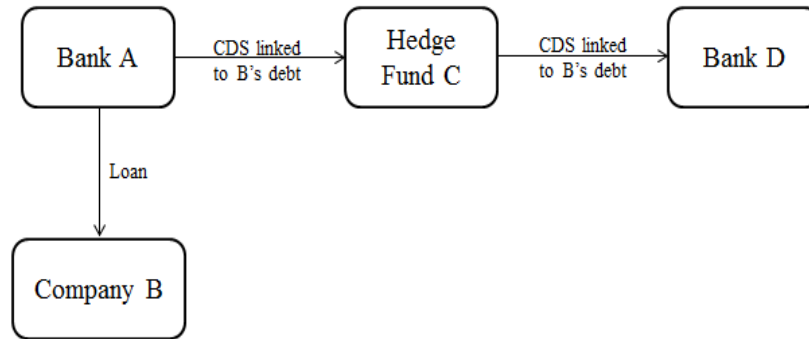 Bank A
CDS linked
to B's debt
Hedge
Fund C
CDS linked
to B's debt
Bank D
Loan
Company B